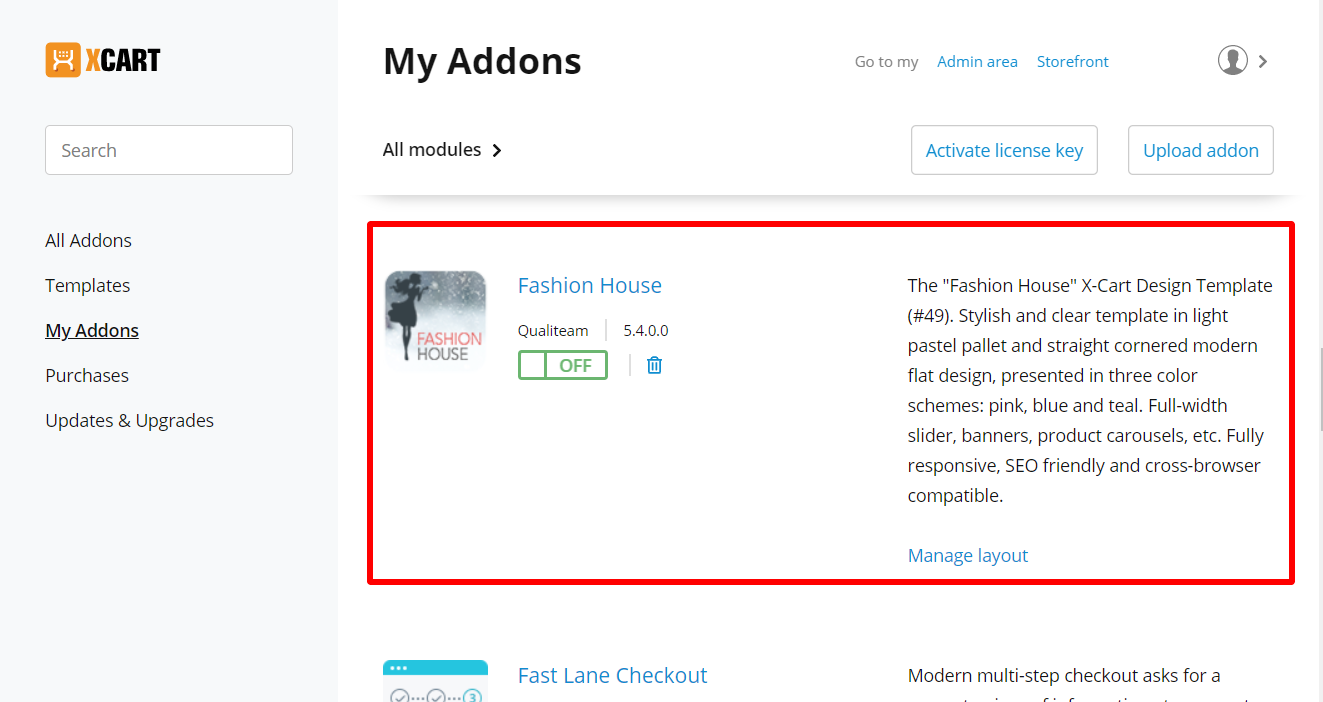 XCART
My Addons
Go to my Admin area Storefront
Search
All modules
Activate license key
Upload addon
All Addons
Templates
My Addons
Purchases
Updates & Upgrades
FASHION
HOUSE
Fashion House
Qualiteam 5.4.0.0
OFF
The "Fashion House" X-Cart Design Template
(#49). Stylish and clear template in light
pastel pallet and straight cornered modern
flat design, presented in three color
schemes: pink, blue and teal. Full-width
slider, banners, product carousels, etc. Fully
responsive, SEO friendly and cross-browser
compatible.
Manage layout
3
Fast Lane Checkout
Modern multi-step checkout asks for a